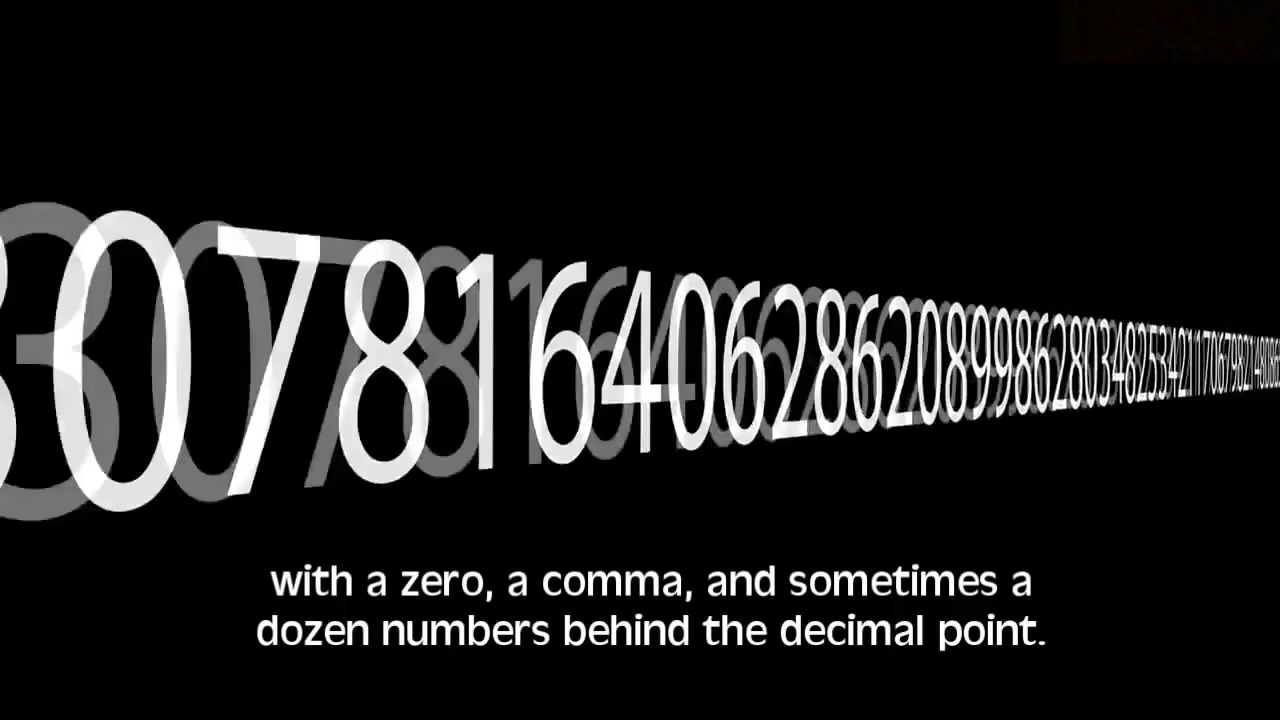 30781640628620899862803482534211706798214808
with a zero, a comma, and sometimes a
dozen numbers behind the decimal point.